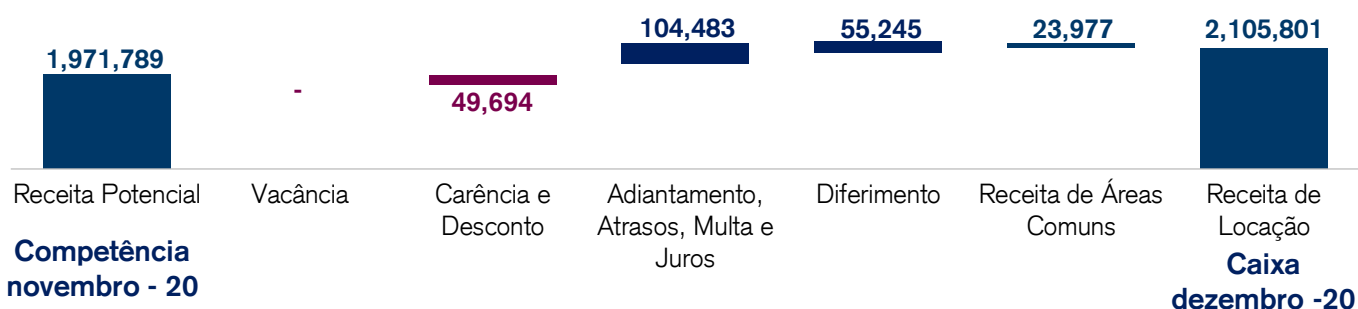 1,971,789
-
49,694
104,483
55,245
23,977
2,105,801
Receita Potencial
Vacância
Carência e
Desconto
Adiantamento,
Atrasos, Multa e
Juros
Diferimento
Receita de Áreas
Comuns
Receita de
Locação
Competência
novembro - 20
Caixa
dezembro -20